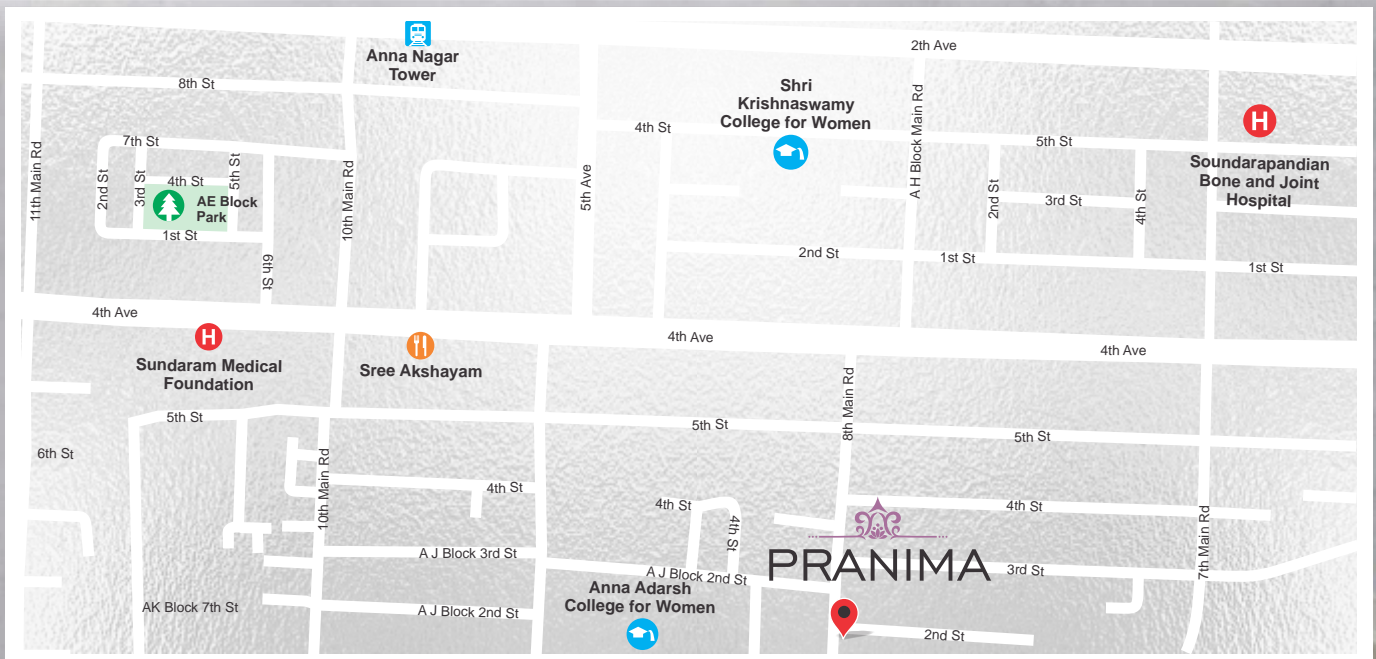 2th Ave
Anna Nagar
Tower
8th St
Shri
Krishnaswamy
College for Women
4th St
A H Block Main Rd
5th St
H
Soundarapandian
Bone and Joint
Hospital
11th Main Rd
7th St
2nd St
3rd St
4th St
5th St
AE Block
Park
1st St
6th St
10th Main Rd
5th Ave
2nd St
3rd St
4th St
2nd St
1st St
1st St
4th Ave
4th Ave
4th Ave
H
Sundaram Medical
Foundation
Sree Akshayam
8th Main Rd
5th St
5th St
5th St
6th St
10th Main Rd
4th St
4th St
4th St
4th St
7th Main Rd
PRANIMA
A J Block 3rd St
A J Block 2nd St
3rd St
Anna Adarsh
College for Women
AK Block 7th St
A J Block 2nd St
2nd St